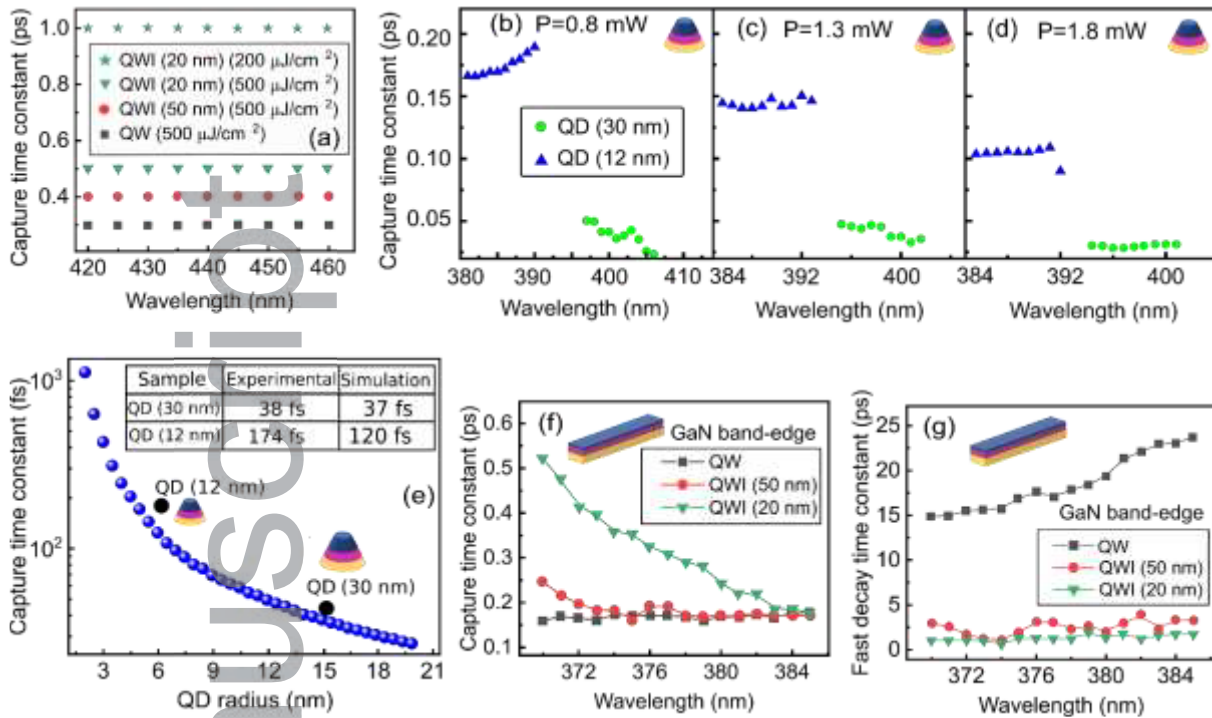 Capture time constant (ps)
1.0
0.8
0.6
0.4
QWI (20 nm) (200 μJ/cm ²)
QWI (20 nm) (500 μJ/cm ²)
QWI (50 nm) (500 μJ/cm ²)
QW (500 μJ/cm ²)
(a)
420 430 440 450 460
Wavelength (nm)
Capture time constant (ps)
0.20
0.15
0.10
0.05
(b) P=0.8 mW
QD (30 nm)
QD (12 nm)
380 390 400 410
Wavelength (nm)
(c) P=1.3 mW
384 392 400
Wavelength (nm)
(d) P=1.8 mW
384 392 400
Wavelength (nm)
Capture time constant (fs)
10³
10²
Sample Experimental Simulation
QD (30 nm) 38 fs 37 fs
QD (12 nm) 174 fs 120 fs
(e)
QD (12 nm)
QD (30 nm)
3 6 9 12 15 18 21
QD radius (nm)
Capture time constant (ps)
0.6
0.5
0.4
0.3
0.2
0.1
(f)
GaN band-edge
QW
QWI (50 nm)
QWI (20 nm)
372 376 380 384
Wavelength (nm)
Fast decay time constant (ps)
25
20
15
10
5
0
(g)
GaN band-edge
QW
QWI (50 nm)
QWI (20 nm)
372 376 380 384
Wavelength (nm)
uscript